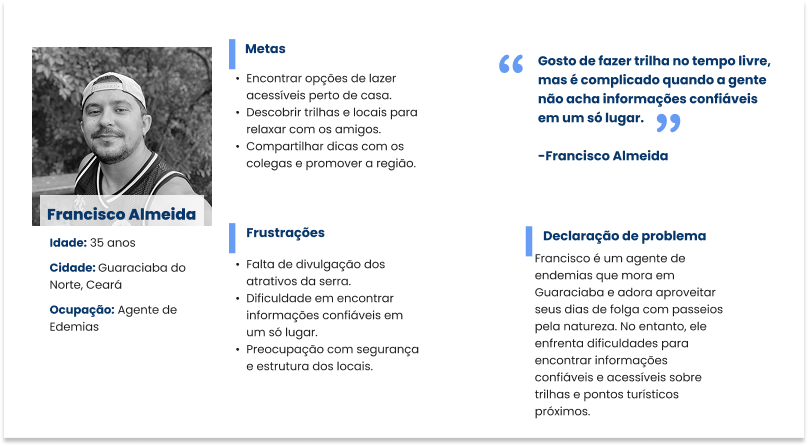 Francisco Almeida
Idade: 35 anos
Cidade: Guaraciaba do
Norte, Ceará
Ocupação: Agente de
Edemias
Metas
• Encontrar opções de lazer
acessíveis perto de casa.
• Descobrir trilhas e locais para
relaxar com os amigos.
• Compartilhar dicas com os
colegas e promover a região.
Frustrações
• Falta de divulgação dos
atrativos da serra.
• Dificuldade em encontrar
informações confiáveis em
um só lugar.
• Preocupação com segurança
e estrutura dos locais.
“ Gosto de fazer trilha no tempo livre,
mas é complicado quando a gente
não acha informações confiáveis
em um só lugar. ”
-Francisco Almeida
Declaração de problema
Francisco é um agente de
endemias que mora em
Guaraciaba e adora aproveitar
seus dias de folga com passeios
pela natureza. No entanto, ele
enfrenta dificuldades para
encontrar informações
confiáveis e acessíveis sobre
trilhas e pontos turísticos
próximos.